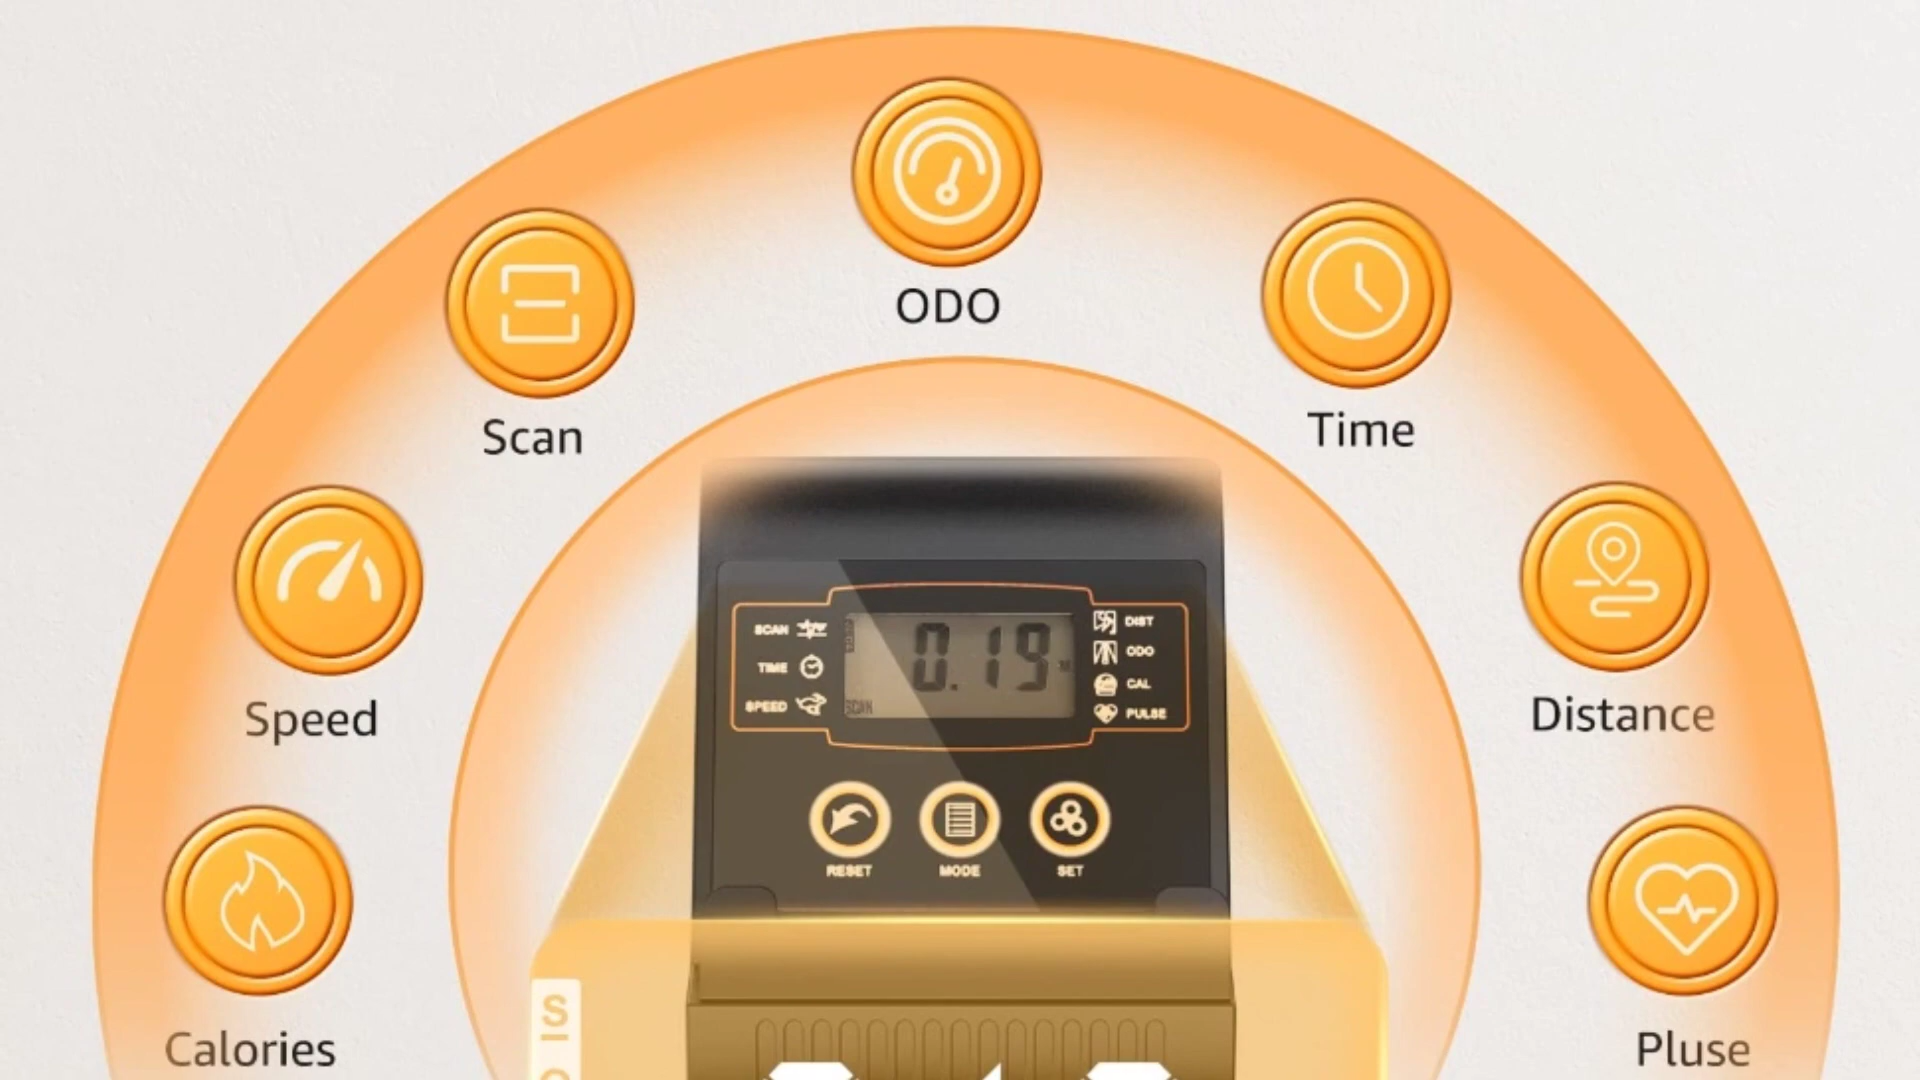 ODO
Scan
Time
Speed
Distance
Calories
Pluse
SCAN
TIME
SPEED
0.19
SCAN
DIST
ODO
CAL
PULSE
RESET
MODE
SET
S